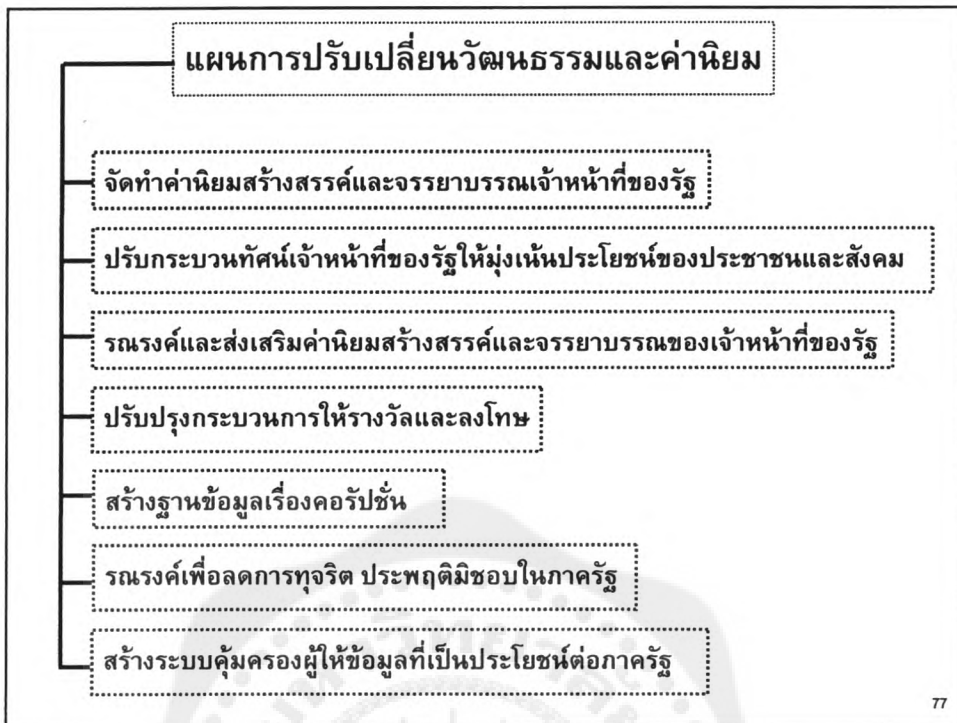 แผนการปรับเปลี่ยนวัฒนธรรมและค่านิยม
จัดทำค่านิยมสร้างสรรค์และจรรยาบรรณเจ้าหน้าที่ของรัฐ
ปรับกระบวนทัศน์เจ้าหน้าที่ของรัฐให้มุ่งเน้นประโยชน์ของประชาชนและสังคม
รณรงค์และส่งเสริมค่านิยมสร้างสรรค์และจรรยาบรรณของเจ้าหน้าที่ของรัฐ
ปรับปรุงกระบวนการให้รางวัลและลงโทษ
สร้างฐานข้อมูลเรื่องคอรัปชั่น
รณรงค์เพื่อลดการทุจริต ประพฤติมิชอบในภาครัฐ
สร้างระบบคุ้มครองผู้ให้ข้อมูลที่เป็นประโยชน์ต่อภาครัฐ
77